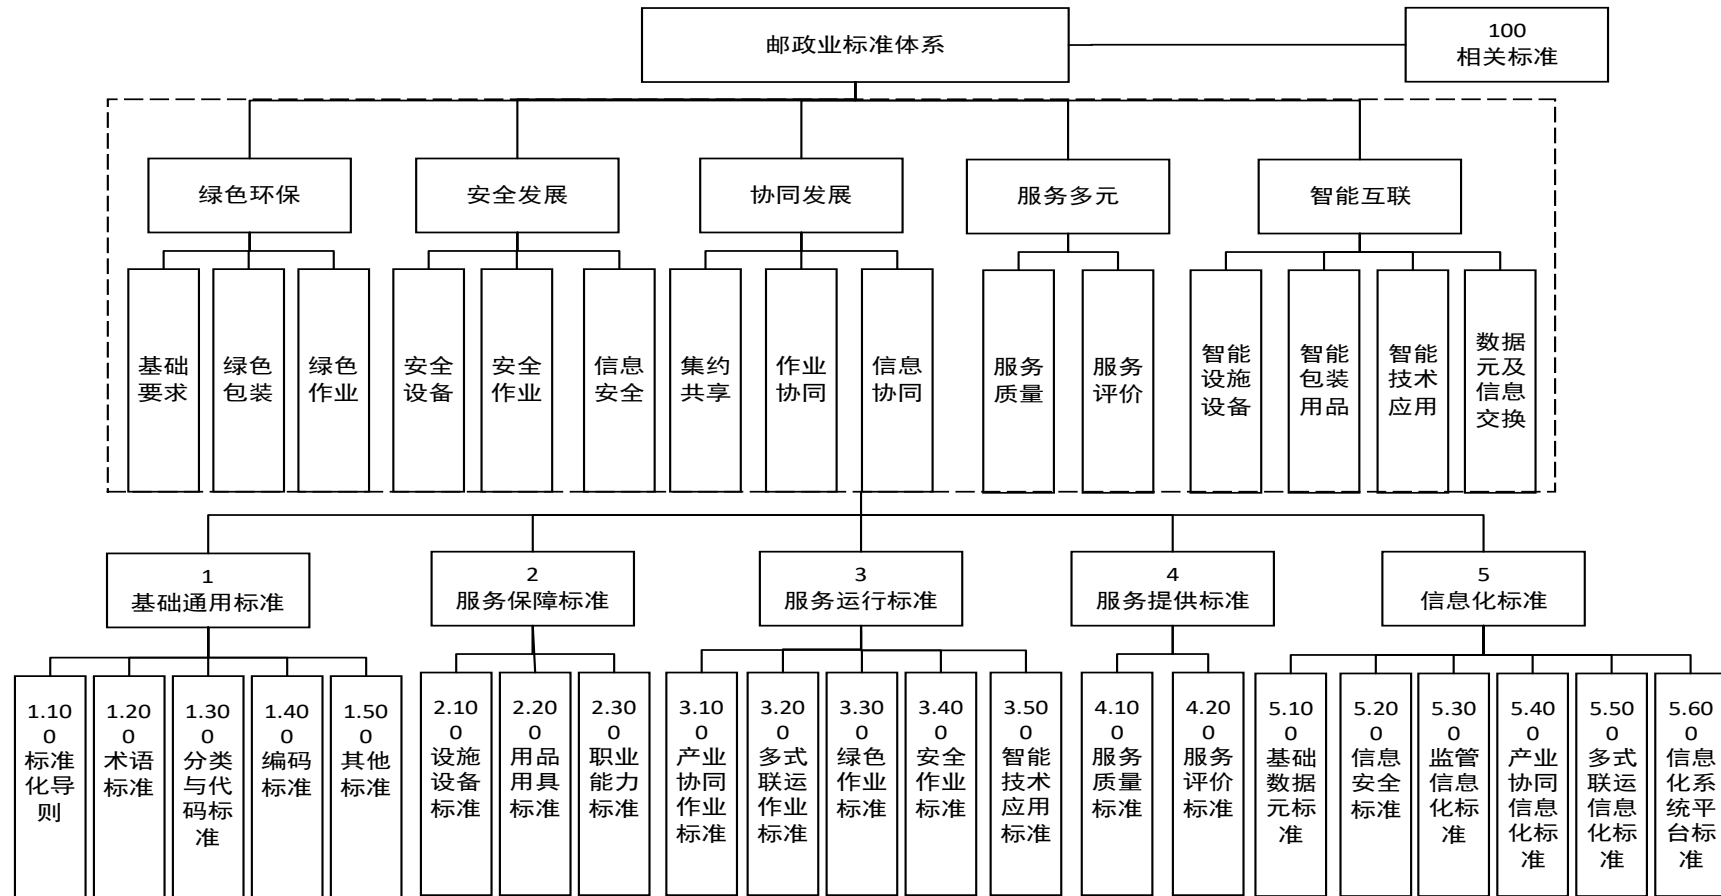 邮政业标准体系
100
相关标准
绿色环保
安全发展
协同发展
服务多元
智能互联
基础
要求
绿色
包装
绿色
作业
安全
设备
安全
作业
信息
安全
集约
共享
作业
协同
信息
协同
服务
质量
服务
评价
智能
设施
设备
智能
包装
用品
智能
技术
应用
数据
元及
信息
交换
1
基础通用标准
2
服务保障标准
3
服务运行标准
4
服务提供标准
5
信息化标准
1.10
0
标准
化导
则
1.20
0
术语
标准
1.30
0
分类
与代
码标
准
1.40
0
编码
标准
1.50
0
其他
标准
2.10
0
设施
设备
标准
2.20
0
用品
用具
标准
2.30
0
职业
能力
标准
3.10
0
产业
协同
作业
标准
3.20
0
多式
联运
作业
标准
3.30
0
绿色
作业
标准
3.40
0
安全
作业
标准
3.50
0
智能
技术
应用
标准
4.10
0
服务
质量
标准
4.20
0
服务
评价
标准
5.10
0
基础
数据
元标
准
5.20
0
信息
安全
标准
5.30
0
监管
信息
化标
准
5.40
0
产业
协同
信息
化标
准
5.50
0
多式
联运
信息
化标
准
5.60
0
信息
化系
统平
台标
准